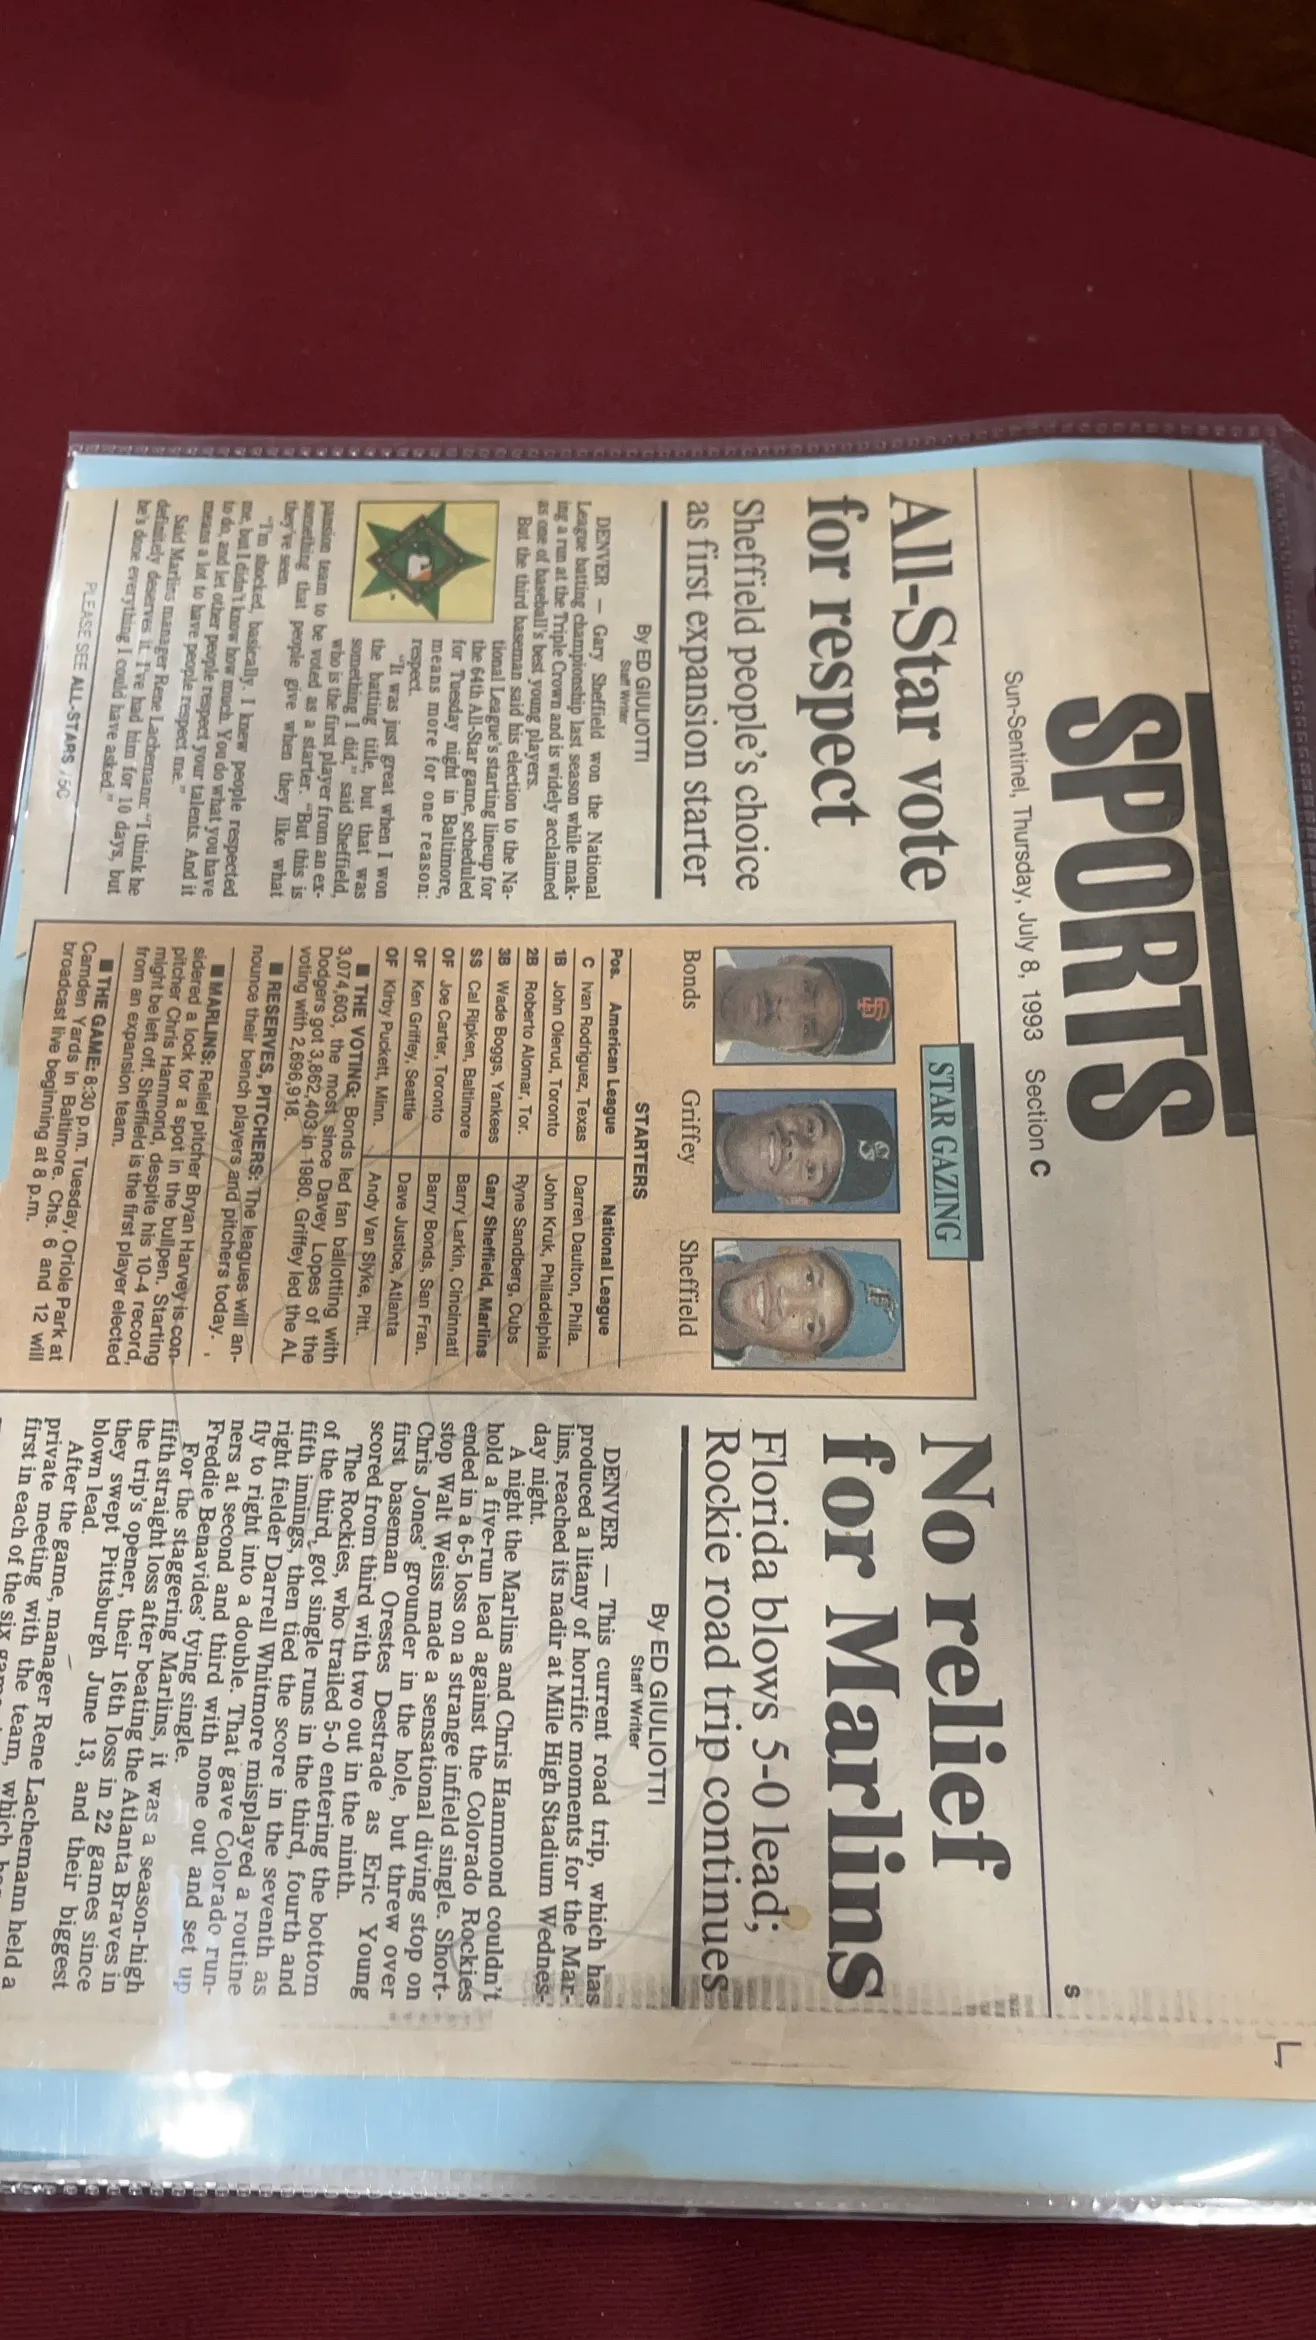 L,
SPORTS
Sun-Sentinel, Thursday, July 8, 1993 Section C
S
All-Star vote
for respect
Sheffield people's choice
as first expansion starter
By ED GIULIOTTI
Staff Writer
DENVER — Gary Sheffield won the National
League batting championship last season while mak-
ing a run at the Triple Crown and is widely acclaimed
as one of baseball's best young players.
But the third baseman said his election to the Na-
tional League's starting lineup for
the 64th All-Star game, scheduled
for Tuesday night in Baltimore,
means more for one reason:
respect.
"It was just great when I won
the batting title, but that was
something I did," said Sheffield,
who is the first player from an ex-
pansion team to be voted as a starter. "But this is
something that people give when they like what
they've seen.
"I'm shocked, basically. I knew people respected
me, but I didn't know how much. You do what you have
to do, and let other people respect your talents. And it
means a lot to have people respect me."
Said Marlins manager Rene Lachemann: "I think he
definitely deserves it. I've had him for 10 days, but
he's done everything I could have asked."
PLEASE SEE ALL-STARS /5C
STAR GAZING
Bonds Griffey Sheffield
STARTERS
Pos. American League National League
C Ivan Rodriguez, Texas Darren Daulton, Phila.
1B John Olerud, Toronto John Kruk, Philadelphia
2B Roberto Alomar, Tor. Ryne Sandberg, Cubs
3B Wade Boggs, Yankees Gary Sheffield, Marlins
SS Cal Ripken, Baltimore Barry Larkin, Cincinnati
OF Joe Carter, Toronto Barry Bonds, San Fran.
OF Ken Griffey, Seattle Dave Justice, Atlanta
OF Kirby Puckett, Minn. Andy Van Slyke, Pitt.
■ THE VOTING: Bonds led fan ballotting with
3,074,603, the most since Davey Lopes of the
Dodgers got 3,862,403 in 1980. Griffey led the AL
voting with 2,696,918.
■ RESERVES, PITCHERS: The leagues will an-
nounce their bench players and pitchers today.
■ MARLINS: Relief pitcher Bryan Harvey is con-
sidered a lock for a spot in the bullpen. Starting
pitcher Chris Hammond, despite his 10-4 record,
might be left off. Sheffield is the first player elected
from an expansion team.
■ THE GAME: 8:30 p.m. Tuesday, Oriole Park at
Camden Yards in Baltimore. Chs. 6 and 12 will
broadcast live beginning at 8 p.m.
No relief
for Marlins
Florida blows 5-0 lead;
Rockie road trip continues
By ED GIULIOTTI
Staff Writer
DENVER — This current road trip, which has
produced a litany of horrific moments for the Mar-
lins, reached its nadir at Mile High Stadium Wednes-
day night.
A night the Marlins and Chris Hammond couldn't
hold a five-run lead against the Colorado Rockies
ended in a 6-5 loss on a strange infield single. Short-
stop Walt Weiss made a sensational diving stop on
Chris Jones' grounder in the hole, but threw over
first baseman Orestes Destrade as Eric Young
scored from third with two out in the ninth.
The Rockies, who trailed 5-0 entering the bottom
of the third, got single runs in the third, fourth and
fifth innings, then tied the score in the seventh as
right fielder Darrell Whitmore misplayed a routine
fly to right into a double. That gave Colorado run-
ners at second and third with none out and set up
Freddie Benavides' tying single.
For the staggering Marlins, it was a season-high
fifth straight loss after beating the Atlanta Braves in
the trip's opener, their 16th loss in 22 games since
they swept Pittsburgh June 13, and their biggest
blown lead.
After the game, manager Rene Lachemann held a
private meeting with the team, which
first in each of the six